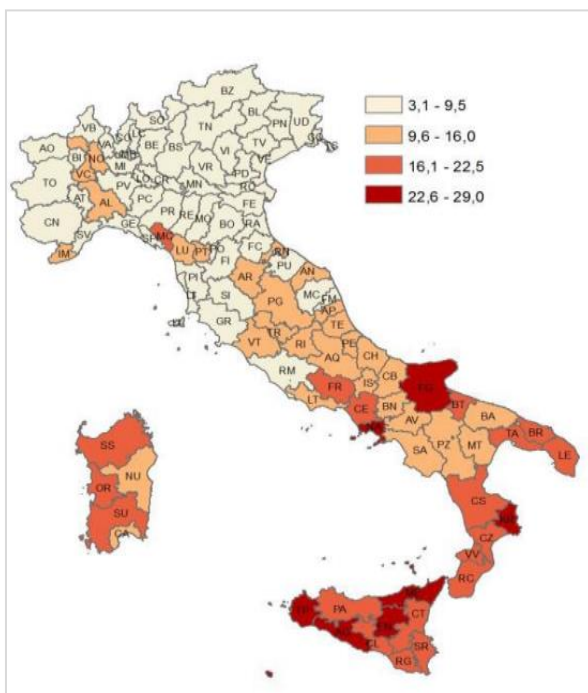 3,1 - 9,5
9,6 - 16,0
16,1 - 22,5
22,6 - 29,0
BZ
SO
BL
TN
PN
UD
VB
AO
VA
BE
BS
VI
TV
BI
NO
MI
VR
PD
VE
TO
VC
PV
LO
CR
MN
RO
AT
AL
PC
PR
RE
MO
FE
CN
GE
BO
RA
SV
SP
MC
IM
LU
PT
PO
FC
RN
FI
PU
PI
AR
AN
LI
SI
MC
FM
PG
AP
GR
TE
TR
VT
RI
PE
AQ
CH
RM
CB
IS
FR
FG
LT
CE
BN
BT
BA
AV
SA
PZ
MT
TA
BR
LE
SS
NU
OR
SU
CA
CS
CZ
VV
RC
PA
CT
EN
CL
SR
RG